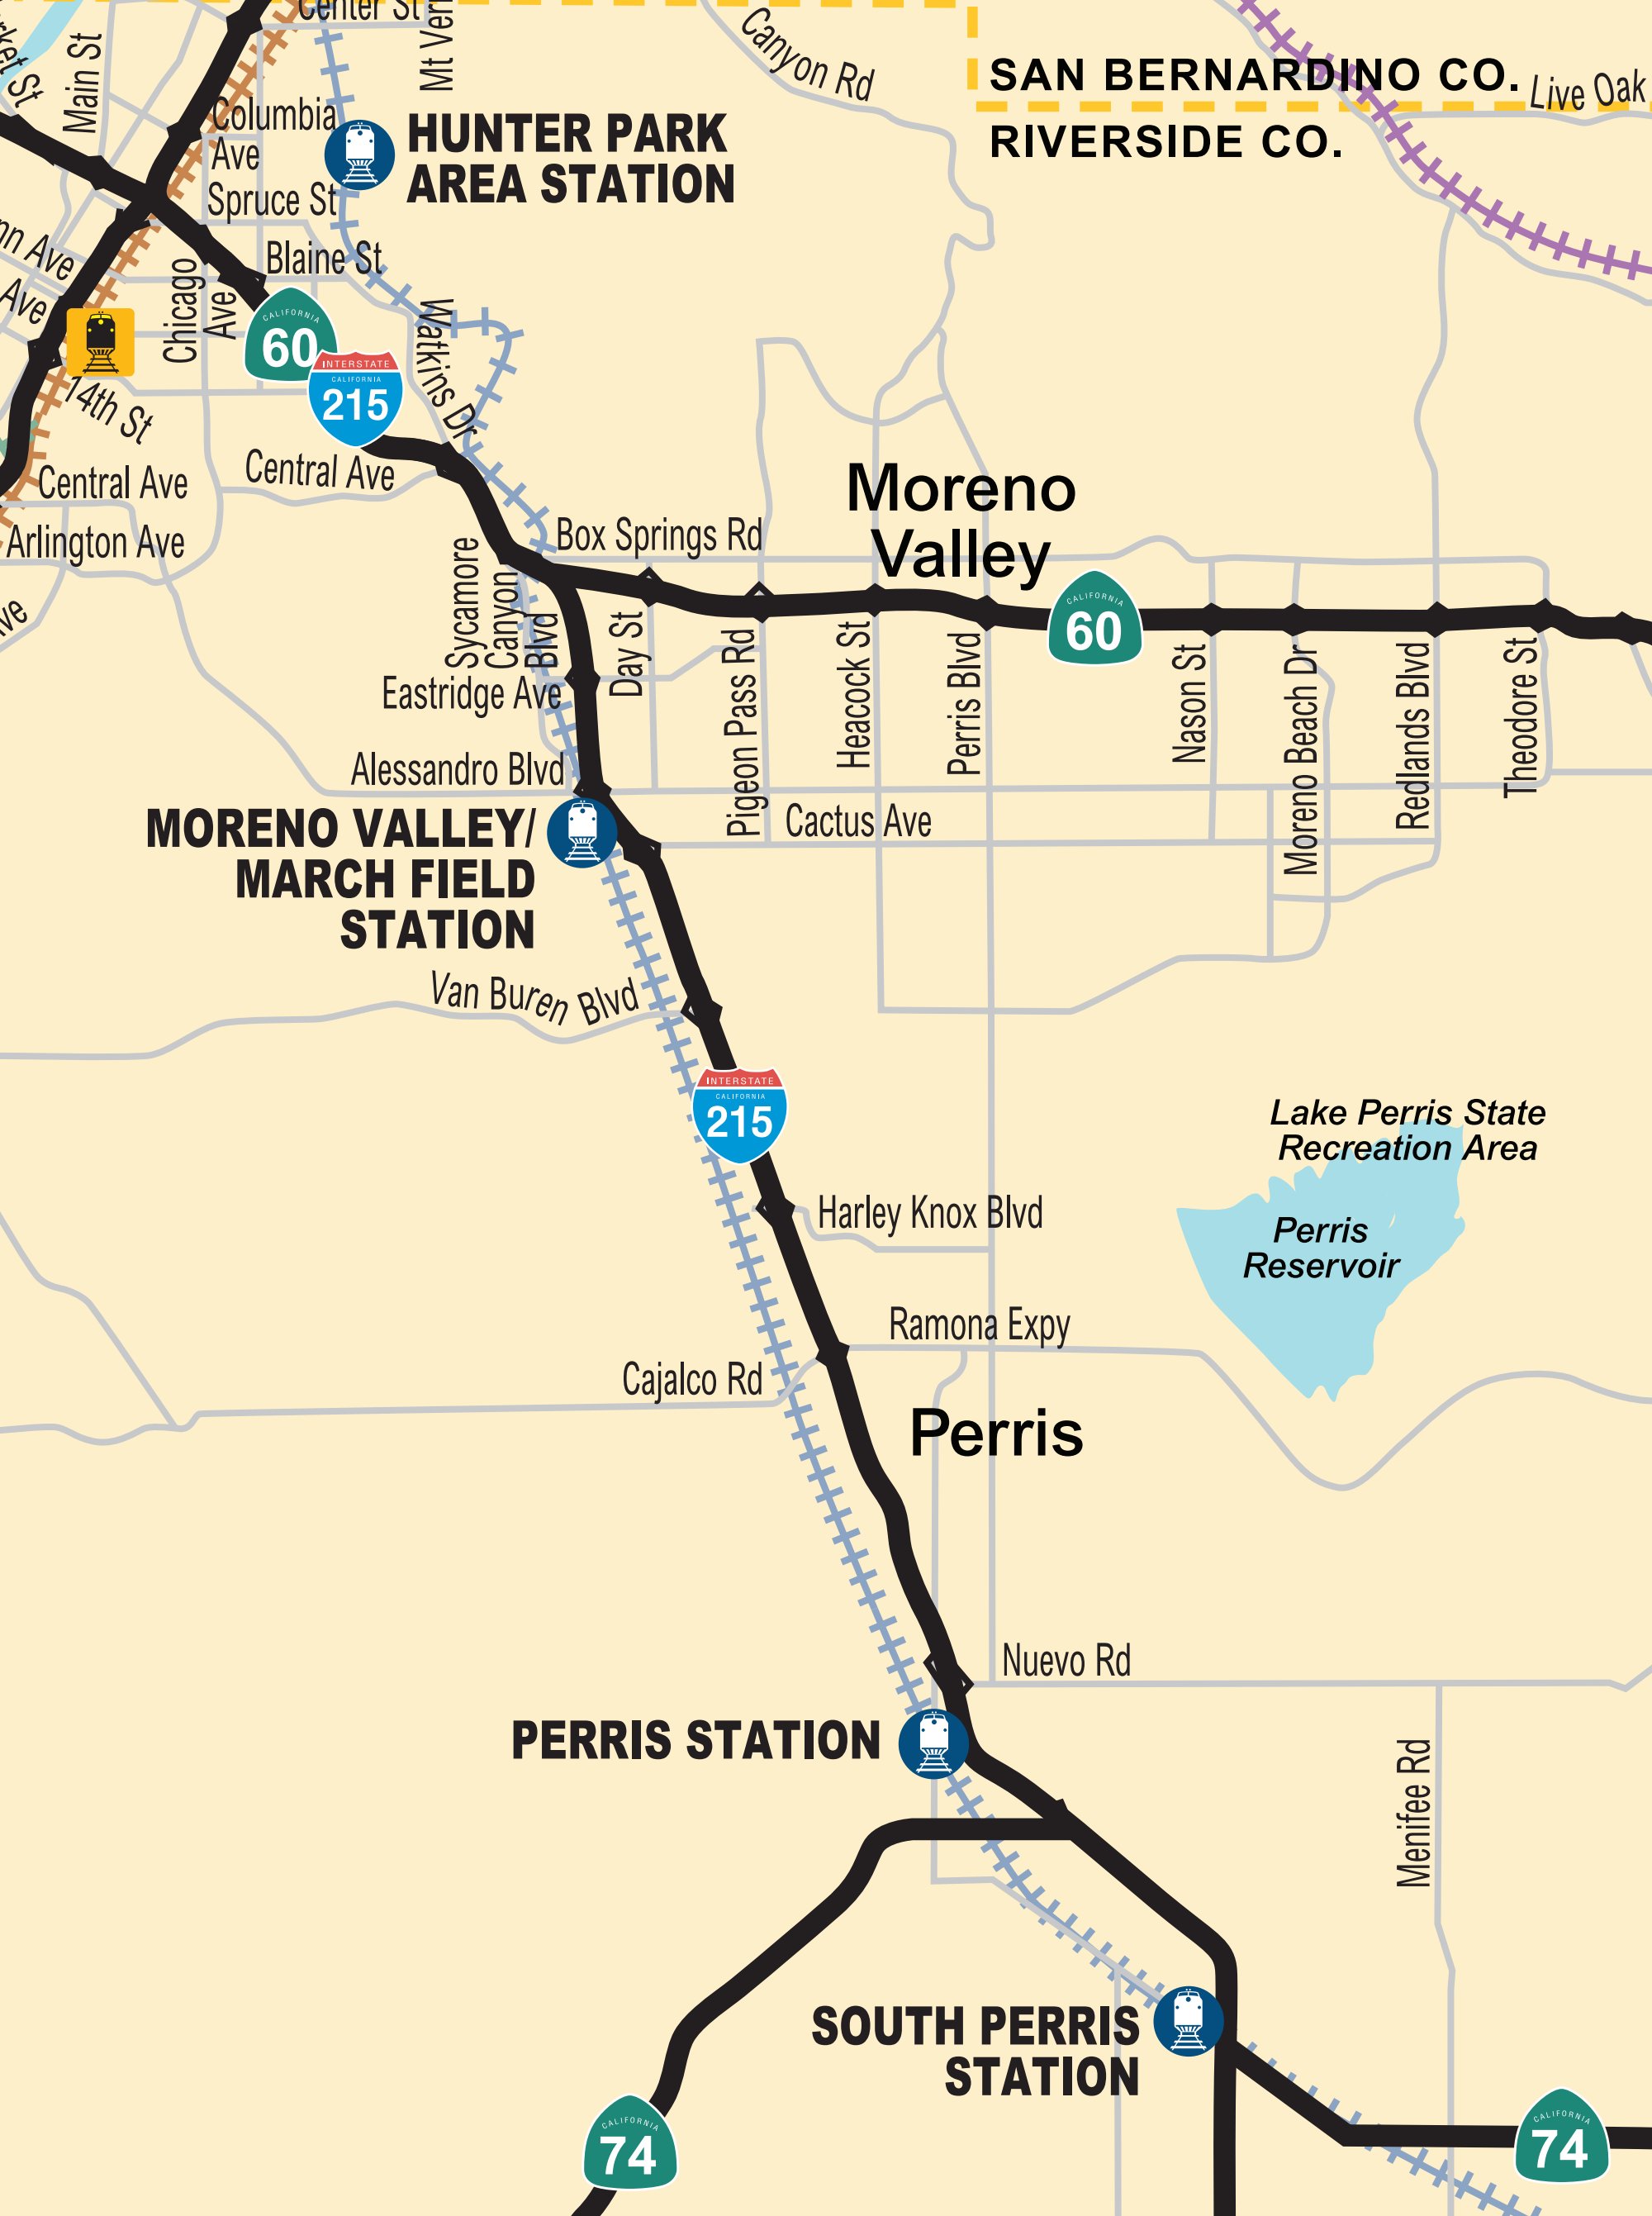 Center St
Mt Ver
Main St
Canyon Rd
SAN BERNARDINO CO.
Live Oak
RIVERSIDE CO.
Columbia
Ave
HUNTER PARK
AREA STATION
Spruce St
Blaine St
Ave
Chicago
Ave
CALIFORNIA
60
INTERSTATE
CALIFORNIA
215
Watkins Dr
14th St
Central Ave
Central Ave
Arlington Ave
Moreno
Valley
Box Springs Rd
Sycamore
Canyon
Blvd
Eastridge Ave
Day St
Pigeon Pass Rd
Heacock St
Perris Blvd
CALIFORNIA
60
Nason St
Moreno Beach Dr
Redlands Blvd
Theodore St
Alessandro Blvd
Cactus Ave
MORENO VALLEY/
MARCH FIELD
STATION
Van Buren Blvd
INTERSTATE
CALIFORNIA
215
Lake Perris State
Recreation Area
Perris
Reservoir
Harley Knox Blvd
Ramona Expy
Cajalco Rd
Perris
Nuevo Rd
PERRIS STATION
Menifee Rd
SOUTH PERRIS
STATION
CALIFORNIA
74
CALIFORNIA
74